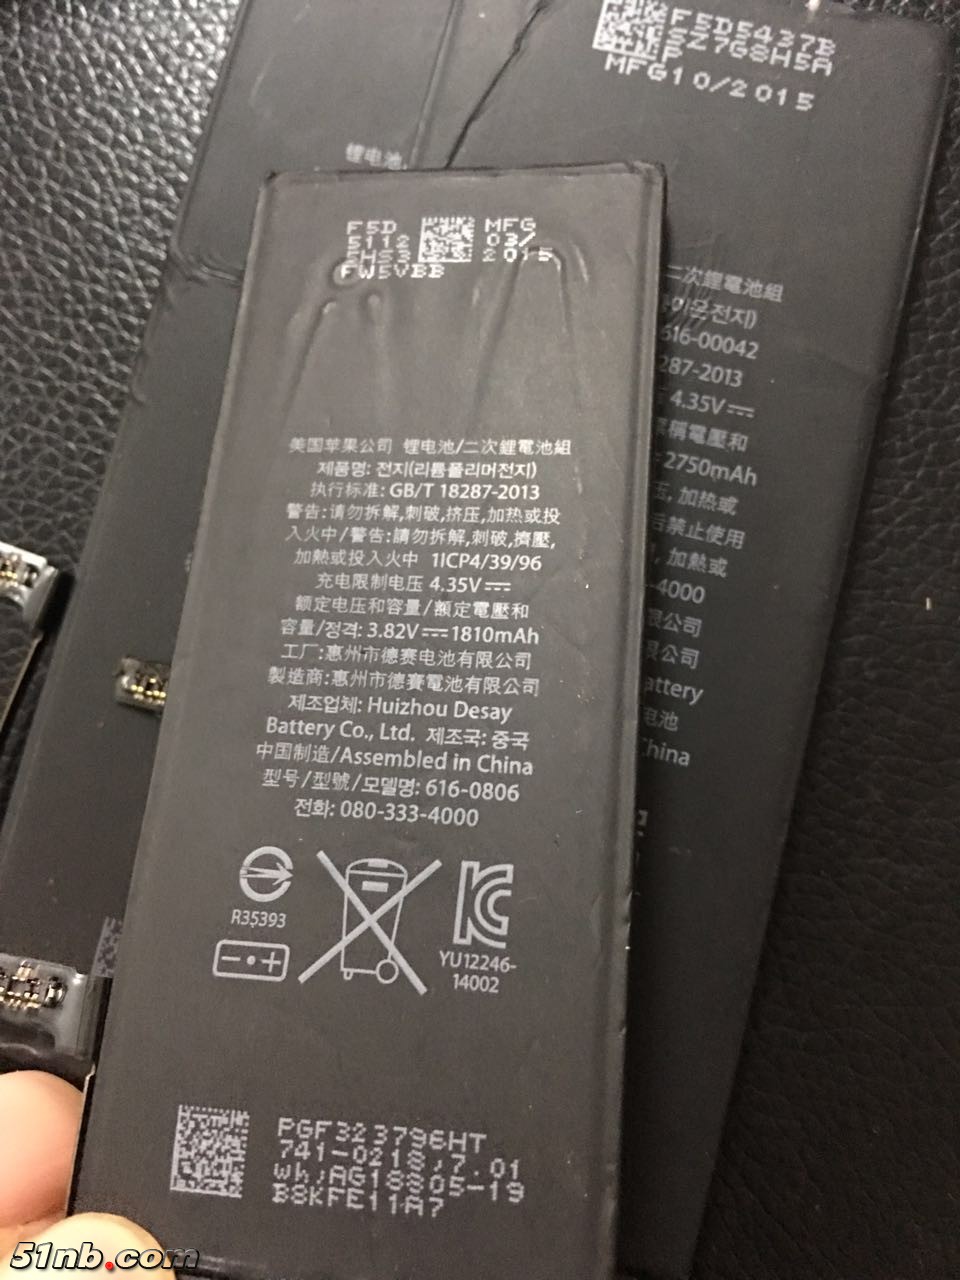 F5D5437B
SZ7G8H5A
P
MFG10/2015
锂电池,
二次鋰電池組
이온전지)
616-00042
287-2013
4.35V⎓
稱電壓和
2750mAh
压, 加热或
后禁止使用
, 加熱或
-4000
限公司
限公司
attery
电池
China
F5D
5112
5HS3
FW5VBB
MFG
03/
2015
美国苹果公司 锂电池/二次鋰電池組
제품명: 전지(리튬폴리머전지)
执行标准: GB/T 18287-2013
警告:请勿拆解,刺破,挤压,加热或投
入火中/警告:請勿拆解,刺破,擠壓,
加熱或投入火中 1ICP4/39/96
充电限制电压 4.35V⎓
额定电压和容量/額定電壓和
容量/정격: 3.82V⎓1810mAh
工厂:惠州市德赛电池有限公司
製造商:惠州市德賽電池有限公司
제조업체: Huizhou Desay
Battery Co., Ltd. 제조국: 중국
中国制造/Assembled in China
型号/型號/모델명: 616-0806
전화: 080-333-4000
R35393
YU12246-
14002
PGF323796HT
741-0218,7.01
whjAG18805-19
B8KFE11A7
51nb.com